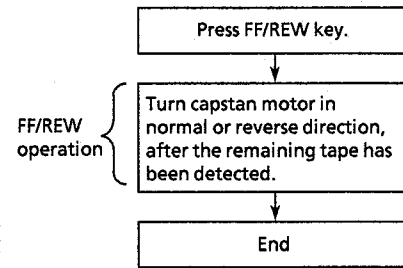 Press FF/REW key.
FF/REW
operation
Turn capstan motor in
normal or reverse direction,
after the remaining tape has
been detected.
End